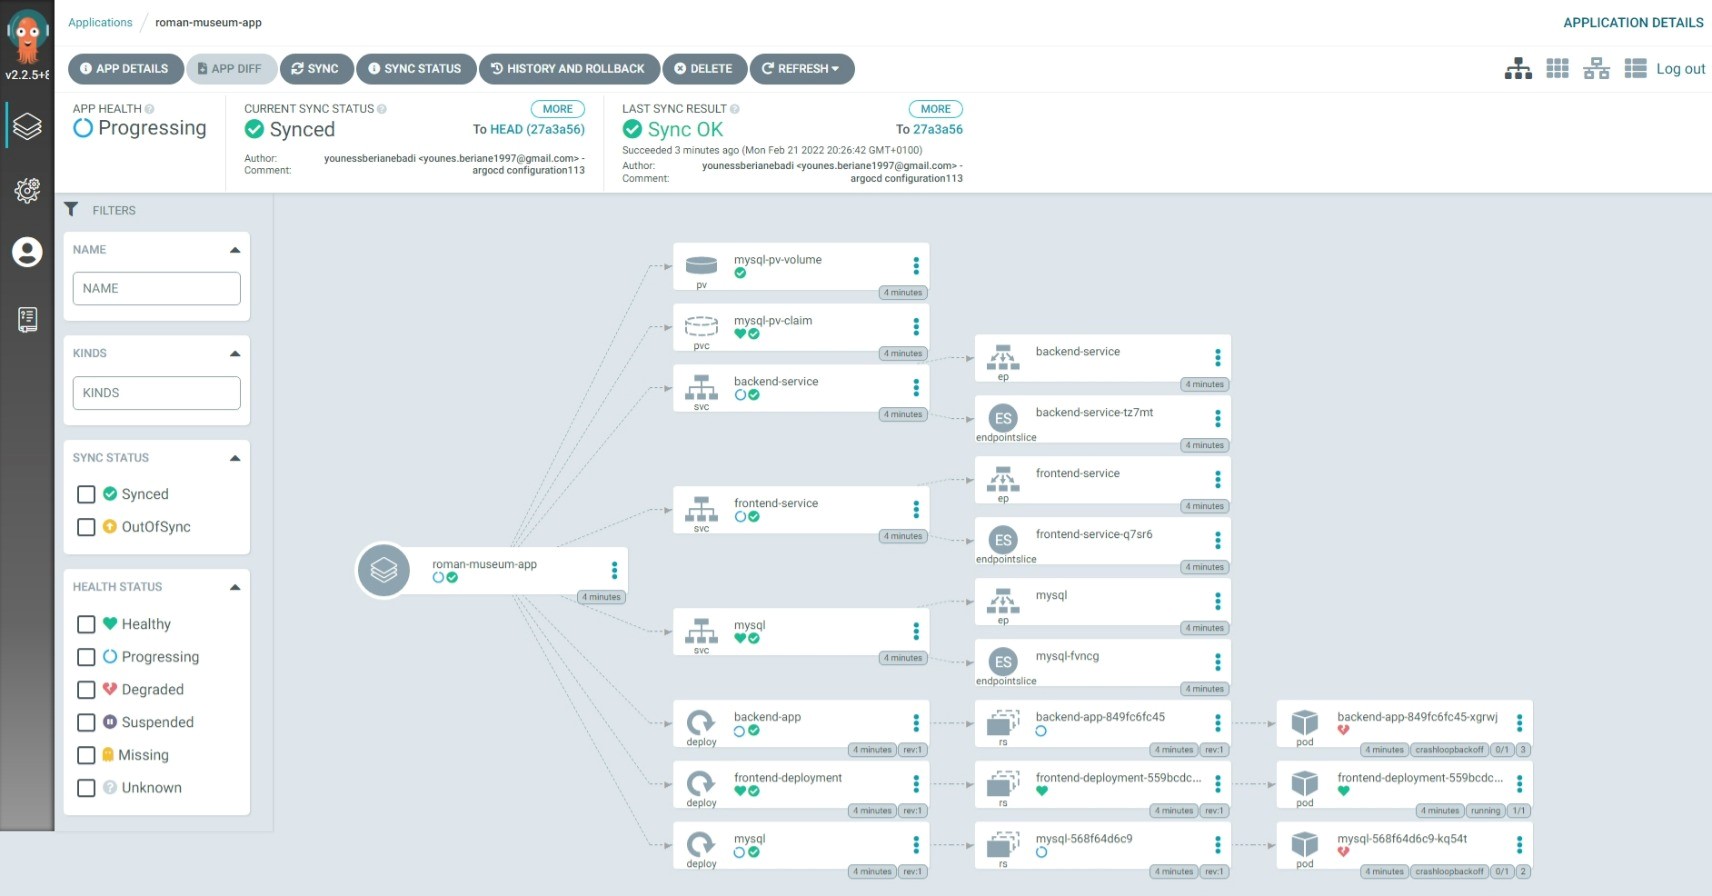 Applications / roman-museum-app
APPLICATION DETAILS
v2.2.5+8
APP DETAILS
APP DIFF
SYNC
SYNC STATUS
HISTORY AND ROLLBACK
DELETE
REFRESH
Log out
APP HEALTH
Progressing
CURRENT SYNC STATUS
MORE
Synced
To HEAD (27a3a56)
Author: younessberianebadi <younes.beriane1997@gmail.com> -
Comment: argocd configuration113
LAST SYNC RESULT
MORE
Sync OK
To 27a3a56
Succeeded 3 minutes ago (Mon Feb 21 2022 20:26:42 GMT+0100)
Author: younessberianebadi <younes.beriane1997@gmail.com> -
Comment: argocd configuration113
FILTERS
NAME
NAME
KINDS
KINDS
SYNC STATUS
Synced
OutOfSync
HEALTH STATUS
Healthy
Progressing
Degraded
Suspended
Missing
Unknown
roman-museum-app
4 minutes
mysql-pv-volume
pv
4 minutes
mysql-pv-claim
pvc
4 minutes
backend-service
svc
4 minutes
frontend-service
svc
4 minutes
mysql
svc
4 minutes
backend-app
deploy
4 minutes rev:1
frontend-deployment
deploy
4 minutes rev:1
mysql
deploy
4 minutes rev:1
backend-service
ep
4 minutes
backend-service-tz7mt
ES
endpointslice
4 minutes
frontend-service
ep
4 minutes
frontend-service-q7sr6
ES
endpointslice
4 minutes
mysql
ep
4 minutes
mysql-fvncg
ES
endpointslice
4 minutes
backend-app-849fc6fc45
rs
4 minutes rev:1
frontend-deployment-559bcdc...
rs
4 minutes rev:1
mysql-568f64d6c9
rs
4 minutes rev:1
backend-app-849fc6fc45-xgrwj
pod
4 minutes crashloopbackoff 0/1 3
frontend-deployment-559bcdc...
pod
4 minutes running 1/1
mysql-568f64d6c9-kq54t
pod
4 minutes crashloopbackoff 0/1 2